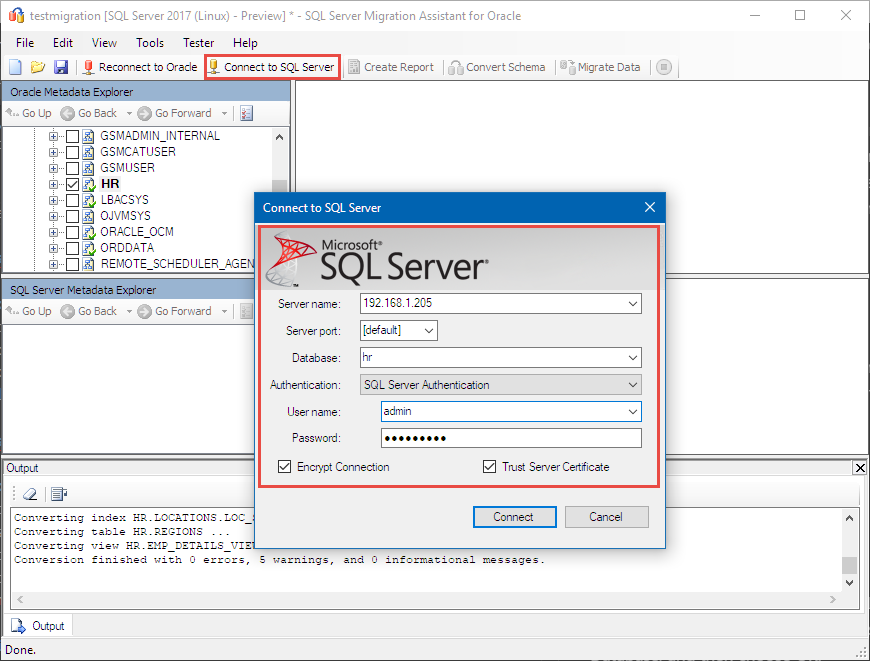 testmigration [SQL Server 2017 (Linux) - Preview] * - SQL Server Migration Assistant for Oracle
File Edit View Tools Tester Help
Reconnect to Oracle Connect to SQL Server Create Report Convert Schema Migrate Data
Oracle Metadata Explorer
Go Up Go Back Go Forward
GSMADMIN_INTERNAL
GSMCATUSER
GSMUSER
HR
LBACSYS
OJVMSYS
ORACLE_OCM
ORDDATA
REMOTE_SCHEDULER_AGEN
SQL Server Metadata Explorer
Go Up Go Back Go Forward
Connect to SQL Server
Microsoft®
SQL Server®
Server name: 192.168.1.205
Server port: [default]
Database: hr
Authentication: SQL Server Authentication
User name: admin
Password: ●●●●●●●●●
Encrypt Connection Trust Server Certificate
Connect Cancel
Output
Converting index HR.LOCATIONS.LOC_
Converting table HR.REGIONS ...
Converting view HR.EMP_DETAILS_VIE
Conversion finished with 0 errors, 5 warnings, and 0 informational messages.
Output
Done.